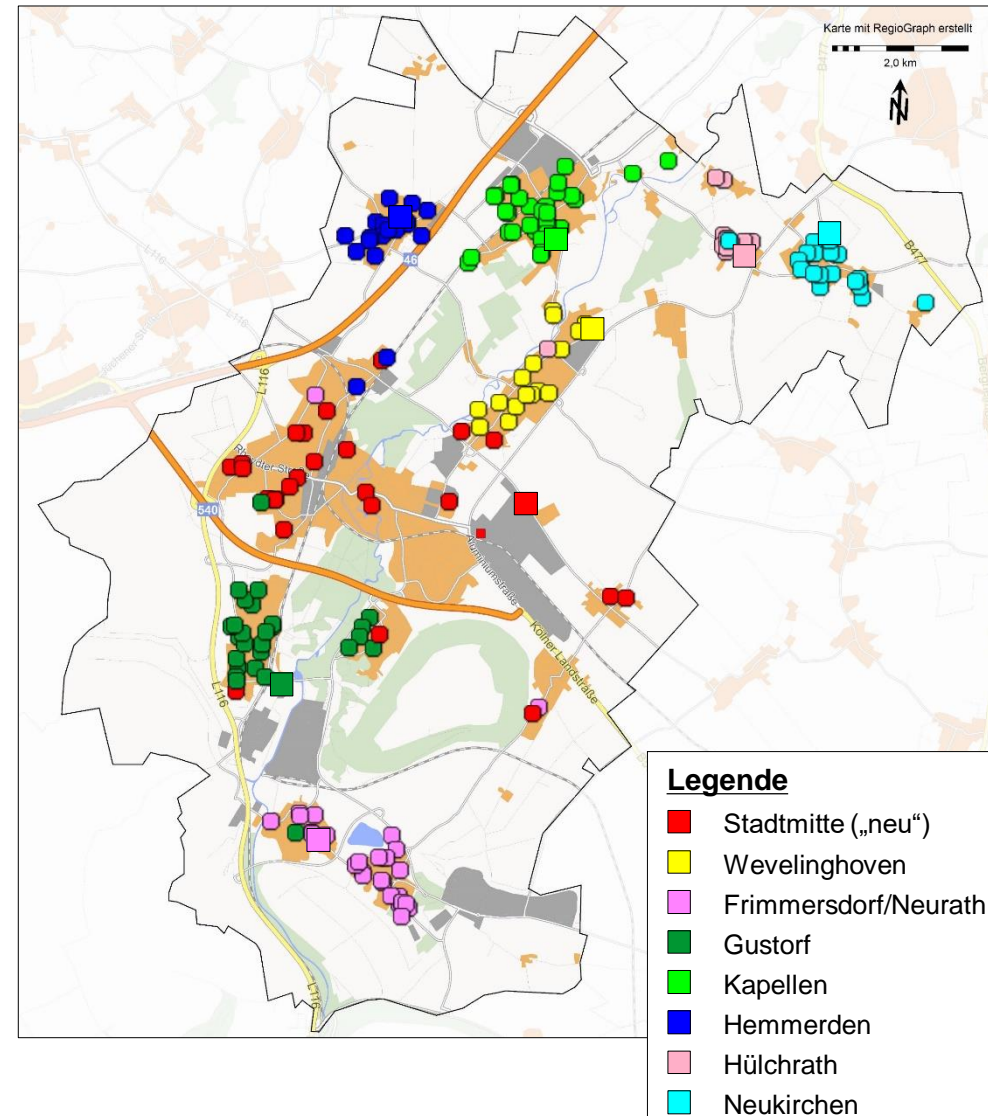 Karte mit RegioGraph erstellt
2,0 km
N
B477
B477
L116
L116
46
540
Aluminiumstraße
Kölner Landstraße
L116
L116
Legende
Stadtmitte („neu“)
Wevelinghoven
Frimmersdorf/Neurath
Gustorf
Kapellen
Hemmerden
Hülchrath
Neukirchen